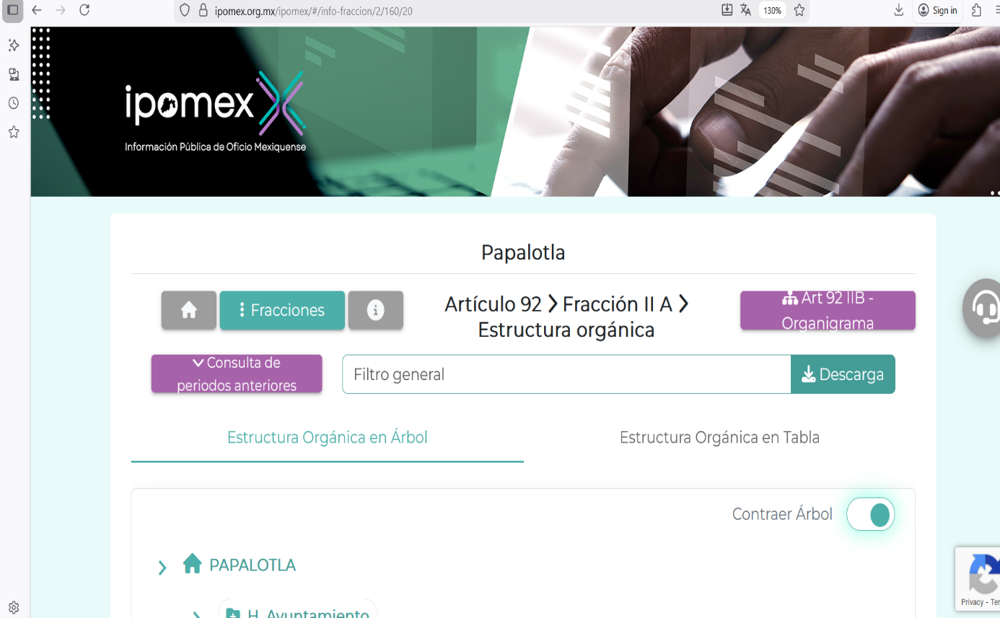 ipomex.org.mx/ipomex/#/info-fraccion/2/160/20
130%
Sign in
ipomex
Información Pública de Oficio Mexiquense
Papalotla
Fracciones
Artículo 92 > Fracción II A >
Estructura orgánica
Art 92 IIB -
Organigrama
Consulta de
periodos anteriores
Filtro general
Descarga
Estructura Orgánica en Árbol
Estructura Orgánica en Tabla
Contraer Árbol
PAPALOTLA
H. Ayuntamiento
Privacy - Ter